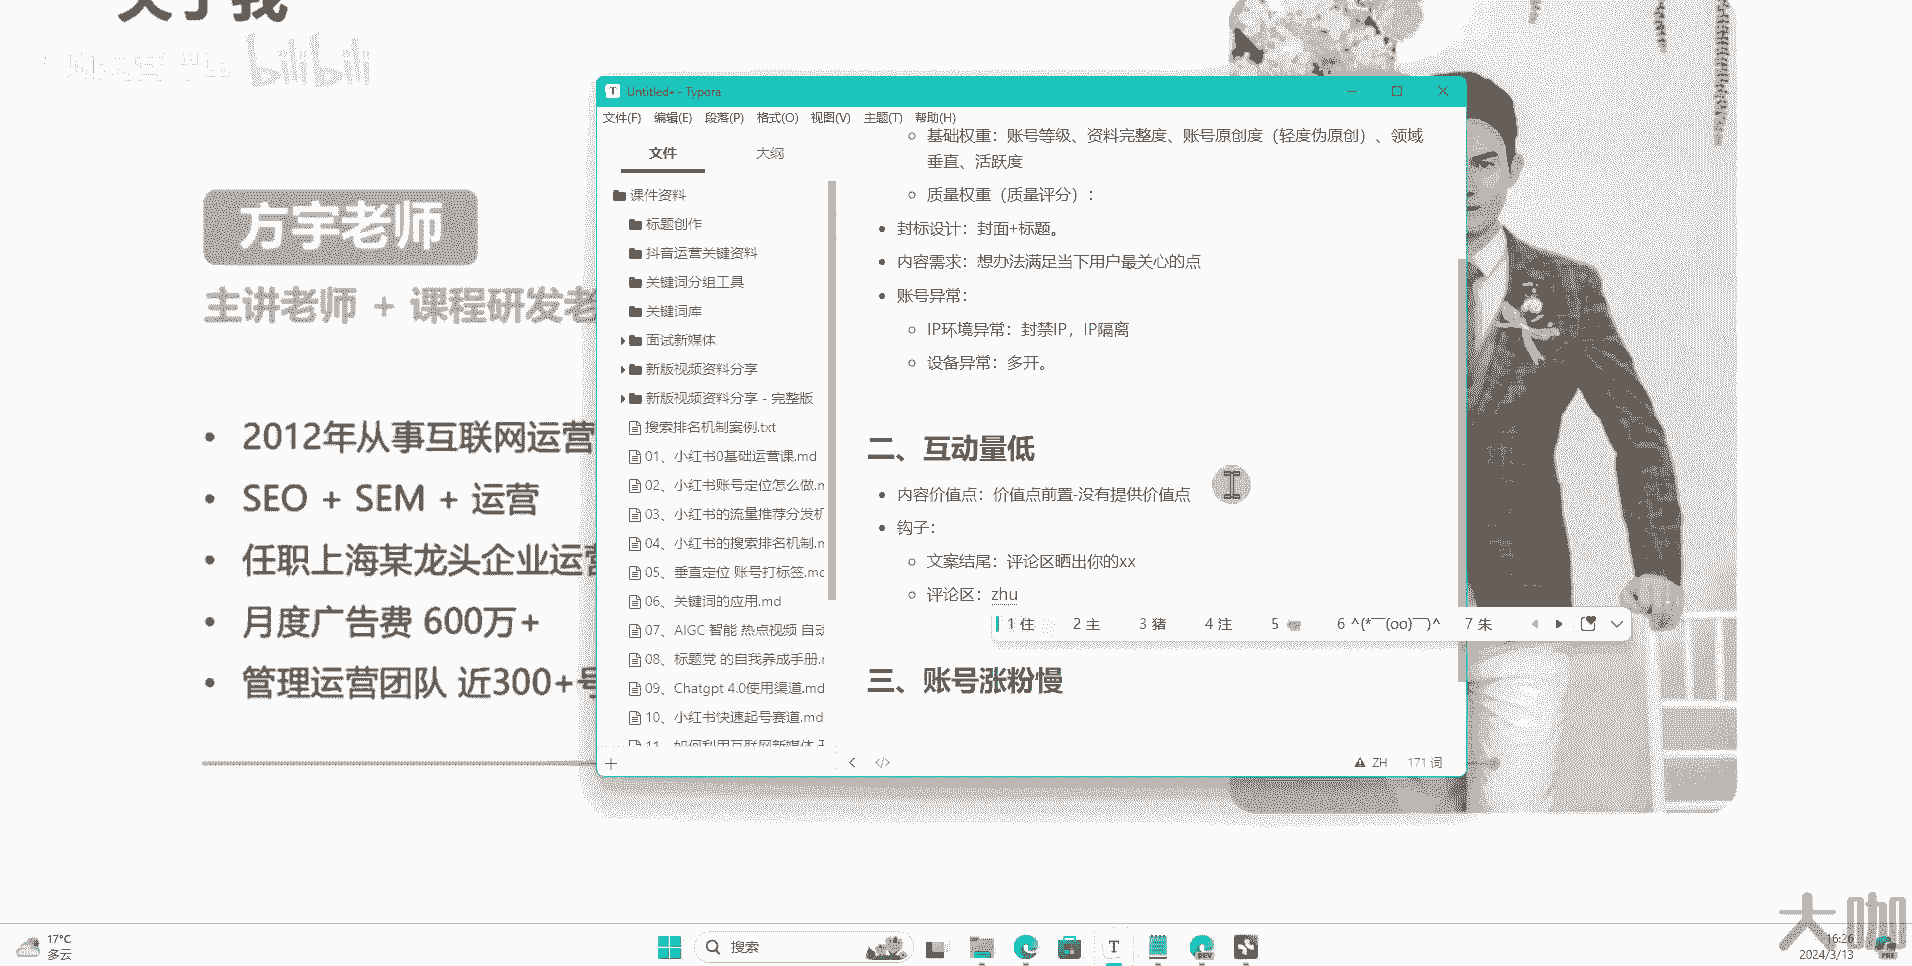 关于我
bilibili
方宇老师
主讲老师 + 课程研发老
2012年从事互联网运营
SEO + SEM + 运营
任职上海某龙头企业运营
月度广告费 600万+
管理运营团队 近300+号
Untitled• - Typora
文件(F) 编辑(E) 段落(P) 格式(O) 视图(V) 主题(T) 帮助(H)
文件 大纲
课件资料
标题创作
抖音运营关键资料
关键词分组工具
关键词库
面试新媒体
新版视频资料分享
新版视频资料分享 - 完整版
搜索排名机制案例.txt
01、小红书0基础运营课.md
02、小红书账号定位怎么做.m
03、小红书的流量推荐分发机
04、小红书的搜索排名机制.m
05、垂直定位 账号打标签.mc
06、关键词的应用.md
07、AIGC 智能 热点视频 自动
08、标题党 的自我养成手册.m
09、Chatgpt 4.0使用渠道.md
10、小红书快速起号赛道.md
11、如何利用互联网新媒体
基础权重：账号等级、资料完整度、账号原创度（轻度伪原创）、领域
垂直、活跃度
质量权重（质量评分）：
封标设计：封面+标题。
内容需求：想办法满足当下用户最关心的点
账号异常：
IP环境异常：封禁IP，IP隔离
设备异常：多开。
二、互动量低
内容价值点：价值点前置-没有提供价值点
钩子：
文案结尾：评论区晒出你的xx
评论区：zhu
1 住 2 主 3 猪 4 注 5 🐖 6 ^(*￣(oo)￣)^ 7 朱
三、账号涨粉慢
ZH 171 词
大咖
17°C
多云
搜索
T
DEV
16:26
2024/3/13
PRE